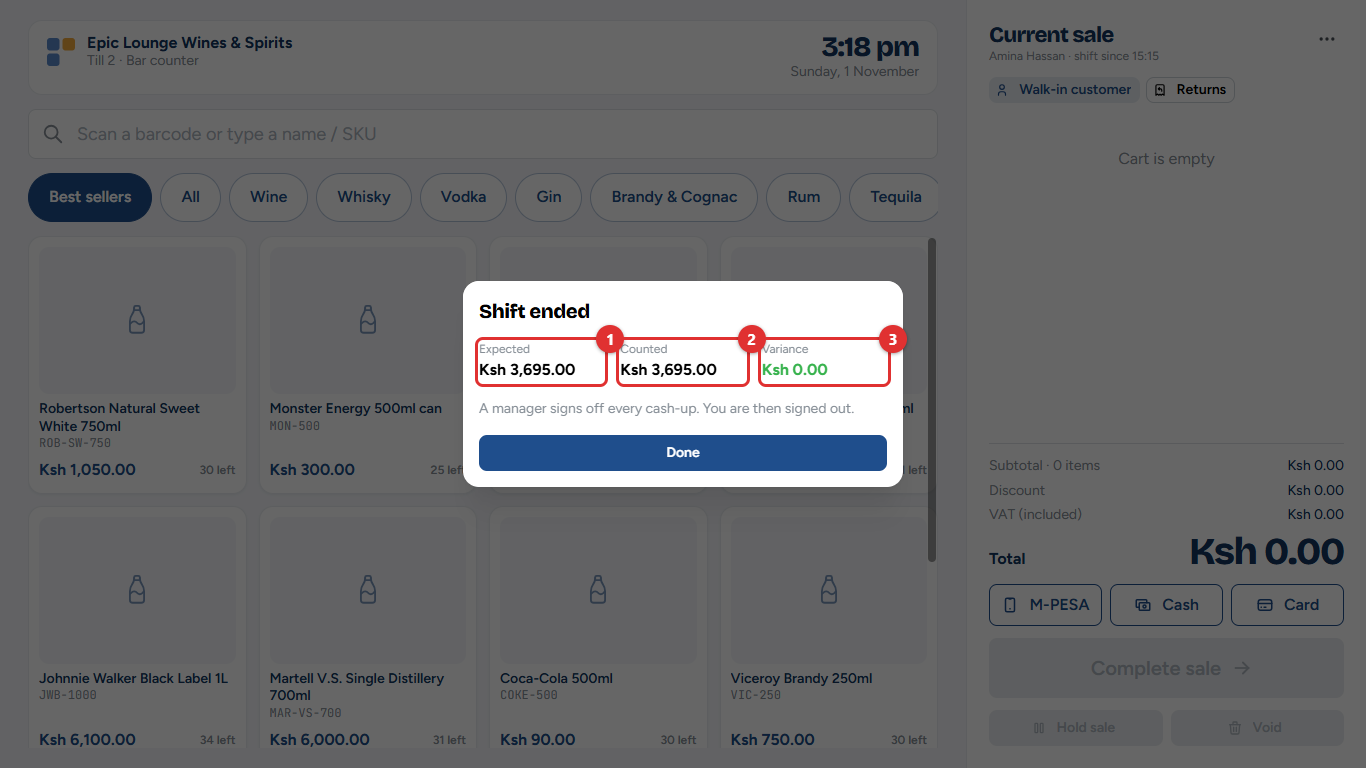 Epic Lounge Wines & Spirits
Till 2 · Bar counter
3:18 pm
Sunday, 1 November
Scan a barcode or type a name / SKU
Best sellers
All
Wine
Whisky
Vodka
Gin
Brandy & Cognac
Rum
Tequila
Robertson Natural Sweet
White 750ml
ROB-SW-750
Ksh 1,050.00
30 left
Monster Energy 500ml can
MON-500
Ksh 300.00
25 left
Johnnie Walker Black Label 1L
JWB-1000
Ksh 6,100.00
34 left
Martell V.S. Single Distillery
700ml
MAR-VS-700
Ksh 6,000.00
31 left
Coca-Cola 500ml
COKE-500
Ksh 90.00
30 left
Viceroy Brandy 250ml
VIC-250
Ksh 750.00
30 left
Shift ended
1
Expected
Ksh 3,695.00
2
Counted
Ksh 3,695.00
3
Variance
Ksh 0.00
A manager signs off every cash-up. You are then signed out.
Done
Current sale
Amina Hassan · shift since 15:15
Walk-in customer
Returns
Cart is empty
Subtotal · 0 items
Ksh 0.00
Discount
Ksh 0.00
VAT (included)
Ksh 0.00
Total
Ksh 0.00
M-PESA
Cash
Card
Complete sale
Hold sale
Void